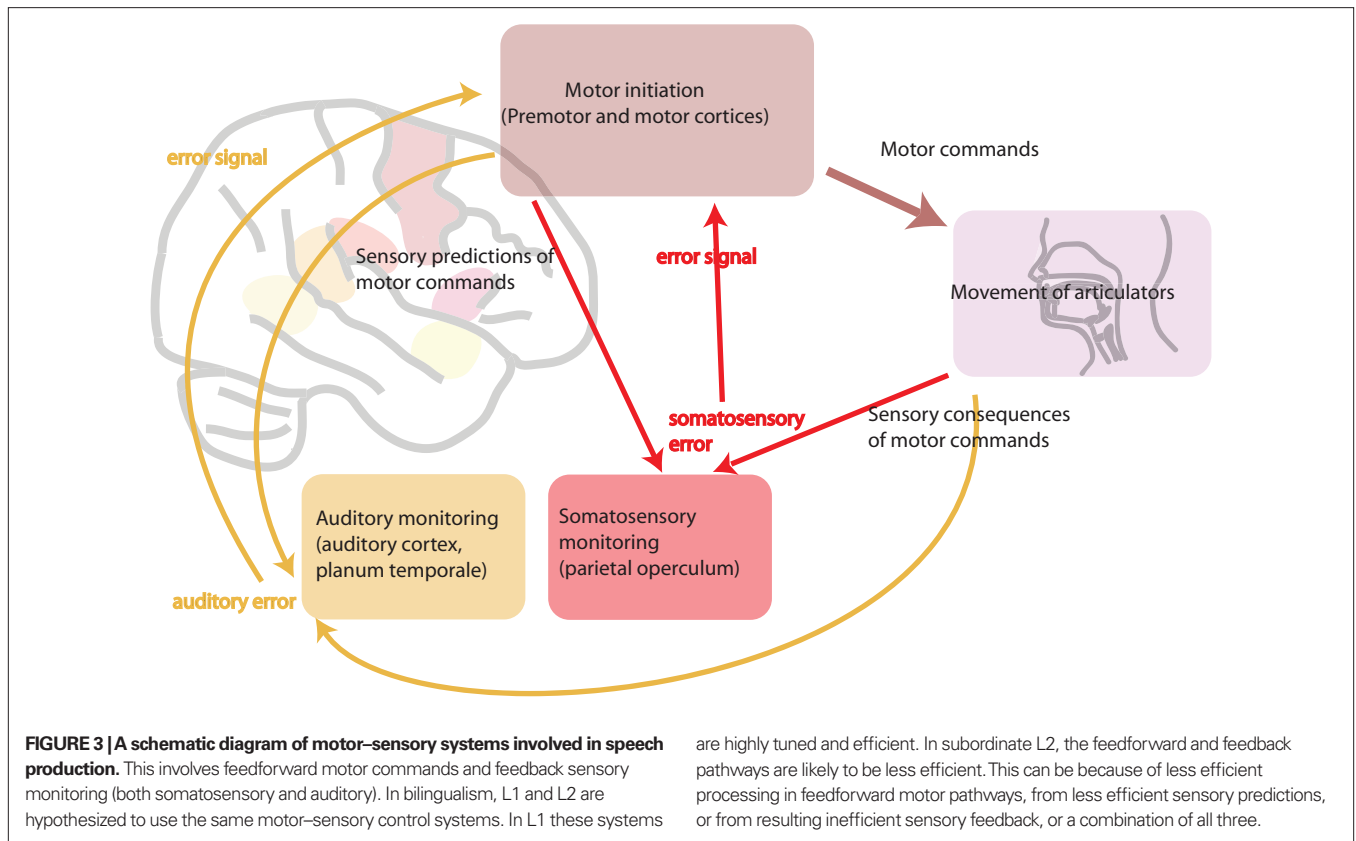 Motor initiation
(Premotor and motor cortices)
error signal
Motor commands
Sensory predictions of
motor commands
error signal
Movement of articulators
somatosensory
error
Sensory consequences
of motor commands
Auditory monitoring
(auditory cortex,
planum temporale)
Somatosensory
monitoring
(parietal operculum)
auditory error
FIGURE 3 | A schematic diagram of motor–sensory systems involved in speech
production. This involves feedforward motor commands and feedback sensory
monitoring (both somatosensory and auditory). In bilingualism, L1 and L2 are
hypothesized to use the same motor–sensory control systems. In L1 these systems
are highly tuned and efficient. In subordinate L2, the feedforward and feedback
pathways are likely to be less efficient. This can be because of less efficient
processing in feedforward motor pathways, from less efficient sensory predictions,
or from resulting inefficient sensory feedback, or a combination of all three.